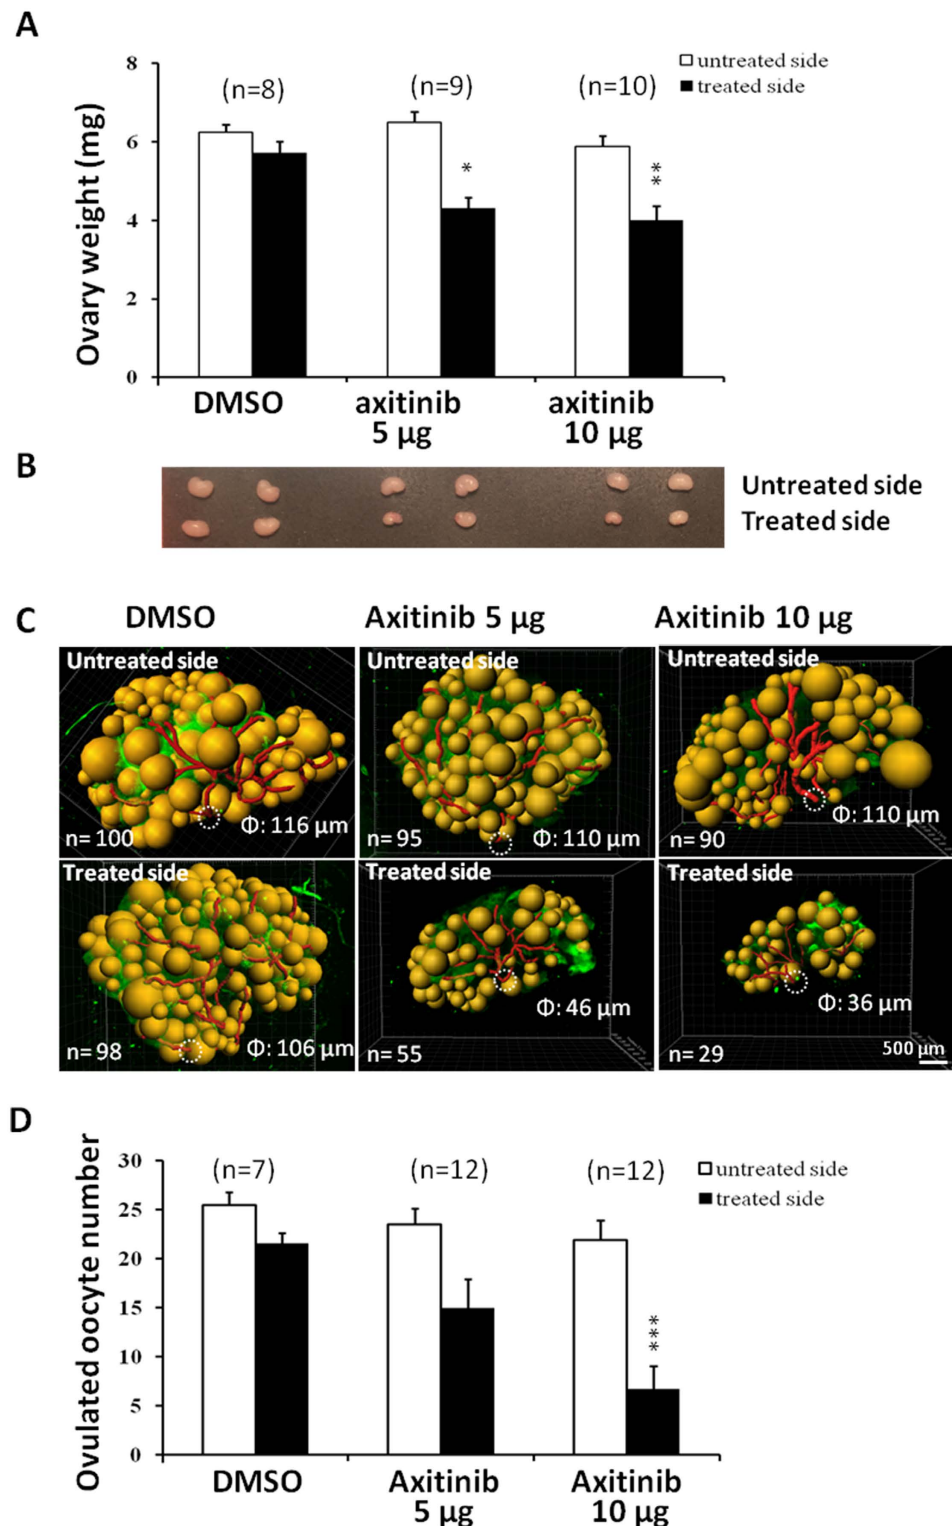 A
Ovary weight (mg)
8
6
4
2
0
(n=8)
(n=9)
(n=10)
untreated side
treated side
*
**
DMSO
axitinib
5 μg
axitinib
10 μg
B
Untreated side
Treated side
C
DMSO
Axitinib 5 μg
Axitinib 10 μg
Untreated side
n= 100
Φ: 116 μm
Untreated side
n= 95
Φ: 110 μm
Untreated side
n= 90
Φ: 110 μm
Treated side
n= 98
Φ: 106 μm
Treated side
n= 55
Φ: 46 μm
Treated side
n= 29
Φ: 36 μm
500 μm
D
Ovulated oocyte number
30
25
20
15
10
5
0
(n=7)
(n=12)
(n=12)
untreated side
treated side
***
DMSO
Axitinib
5 μg
Axitinib
10 μg